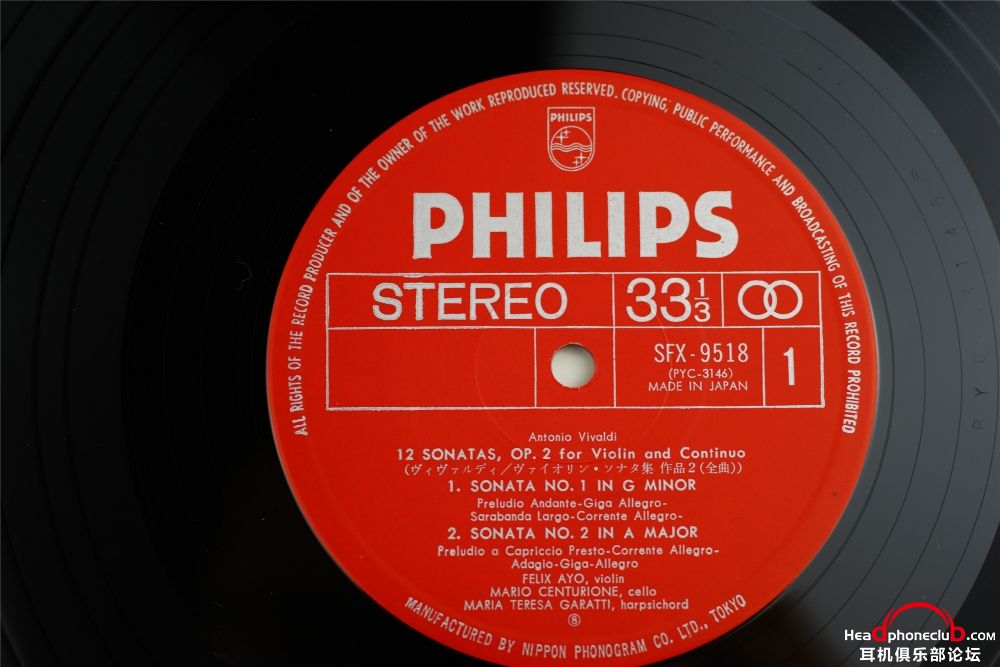 ALL RIGHTS OF THE RECORD PRODUCER AND OF THE OWNER OF THE WORK REPRODUCED RESERVED. COPYING, PUBLIC PERFORMANCE AND BROADCASTING OF THIS RECORD PROHIBITED
PHILIPS
PHILIPS
STEREO
33 1/3
SFX-9518
(PYC-3146)
MADE IN JAPAN
1
Antonio Vivaldi
12 SONATAS, OP. 2 for Violin and Continuo
(ヴィヴァルディ/ヴァイオリン・ソナタ集 作品2(全曲))
1. SONATA NO. 1 IN G MINOR
Preludio Andante-Giga Allegro-
Sarabanda Largo-Corrente Allegro-
2. SONATA NO. 2 IN A MAJOR
Preludio a Capriccio Presto-Corrente Allegro-
Adagio-Giga-Allegro
FELIX AYO, violin
MARIO CENTURIONE, cello
MARIA TERESA GARATTI, harpsichord
⑧
MANUFACTURED BY NIPPON PHONOGRAM CO. LTD., TOKYO
Headphoneclub.com
耳机俱乐部论坛